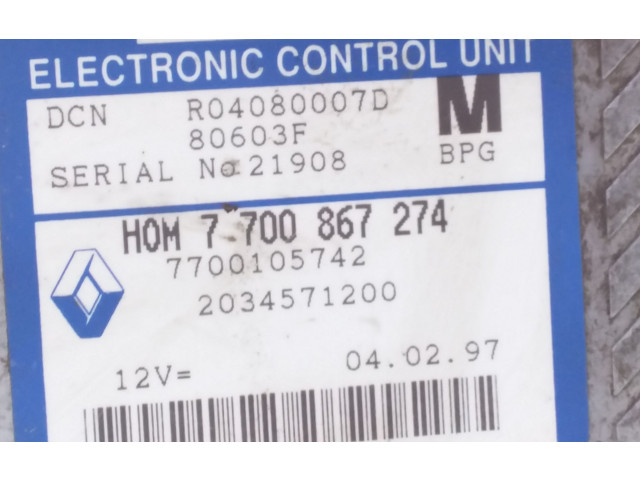 ELECTRONIC CONTROL UNIT
DCN R04080007D M
80603F
SERIAL No 21908 BPG
HOM 7 700 867 274
7700105742
2034571200
12V= 04.02.97